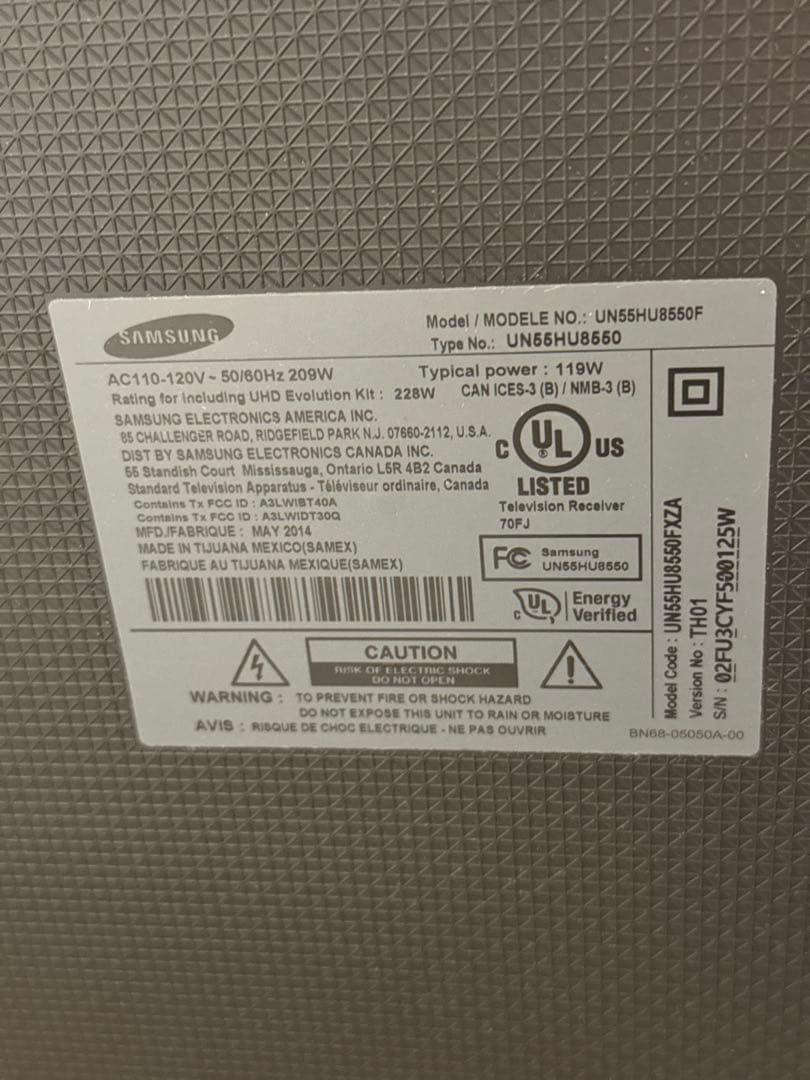 SAMSUNG
Model / MODELE NO.: UN55HU8550F
Type No.: UN55HU8550
AC110-120V ~ 50/60Hz 209W
Typical power : 119W
Rating for including UHD Evolution Kit : 228W
CAN ICES-3 (B) / NMB-3 (B)
SAMSUNG ELECTRONICS AMERICA INC.
85 CHALLENGER ROAD, RIDGEFIELD PARK N.J. 07660-2112, U.S.A.
DIST BY SAMSUNG ELECTRONICS CANADA INC.
55 Standish Court Mississauga, Ontario L5R 4B2 Canada
Standard Television Apparatus - Téléviseur ordinaire, Canada
Contains Tx FCC ID : A3LWIBT40A
Contains Tx FCC ID : A3LWIDT30Q
MFD./FABRIQUE : MAY 2014
MADE IN TIJUANA MEXICO(SAMEX)
FABRIQUE AU TIJUANA MEXIQUE(SAMEX)
C UL ® US
LISTED
Television Receiver
70FJ
FC Samsung
UN55HU8550
C UL Energy
Verified
CAUTION
RISK OF ELECTRIC SHOCK
DO NOT OPEN
WARNING : TO PREVENT FIRE OR SHOCK HAZARD
DO NOT EXPOSE THIS UNIT TO RAIN OR MOISTURE
AVIS : RISQUE DE CHOC ELECTRIQUE - NE PAS OUVRIR
BN68-05050A-00
Model Code : UN55HU8550FXZA
Version No : TH01
S/N : 02FU3CYF500125W